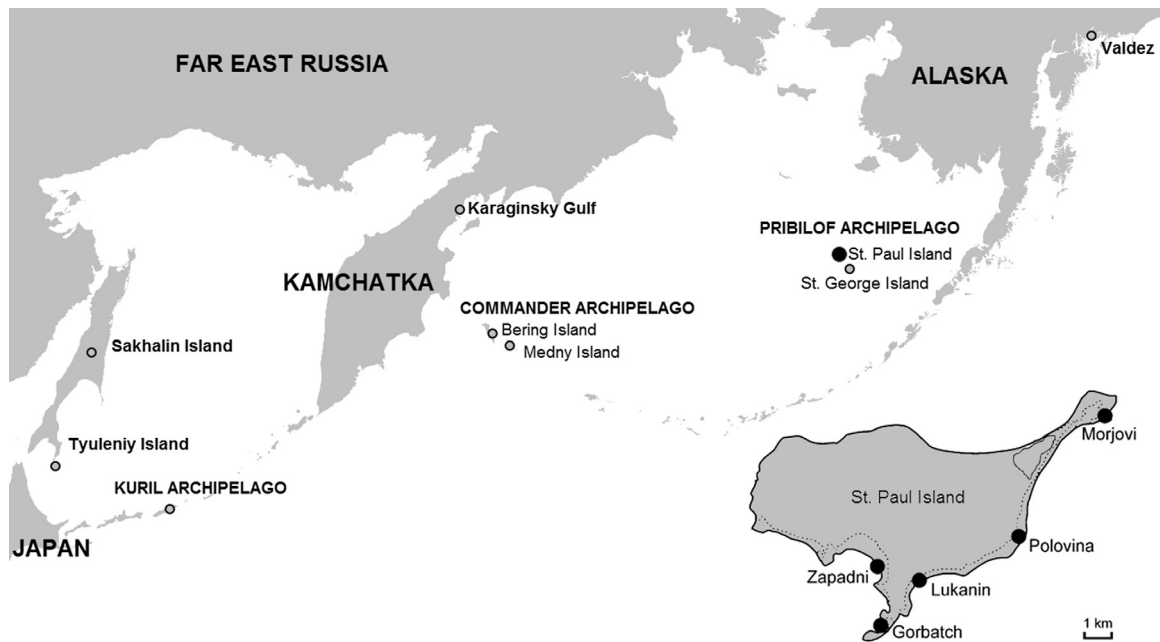 Valdez
FAR EAST RUSSIA
ALASKA
Karaginsky Gulf
PRIBILOF ARCHIPELAGO
St. Paul Island
St. George Island
KAMCHATKA
COMMANDER ARCHIPELAGO
Bering Island
Medny Island
Sakhalin Island
Tyuleniy Island
KURIL ARCHIPELAGO
JAPAN
Morjovi
St. Paul Island
Polovina
Zapadni
Lukanin
Gorbatch
1 km